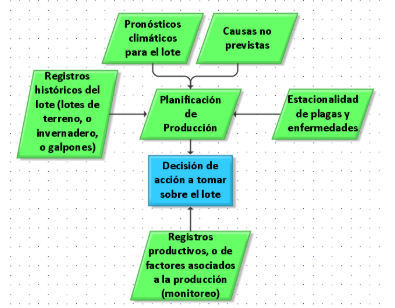 Pronósticos
climáticos
para el lote
Causas no
previstas
Registros
históricos del
lote (lotes de
terreno, o
invernadero,
o galpones)
Planificación
de
Producción
Estacionalidad
de plagas y
enfermedades
Decisión de
acción a tomar
sobre el lote
Registros
productivos, o de
factores asociados
a la producción
(monitoreo)